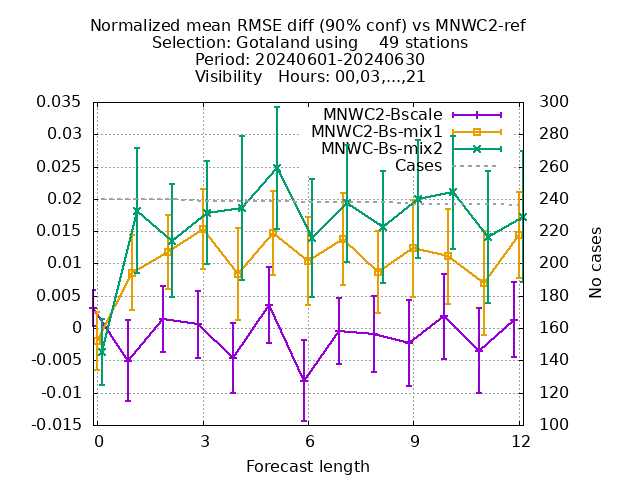 Normalized mean RMSE diff (90% conf) vs MNWC2-ref
Selection: Gotaland using 49 stations
Period: 20240601-20240630
Visibility Hours: 00,03,...,21
MNWC2-Bscale
MNWC2-Bs-mix1
MNWC-Bs-mix2
Cases
0.035
0.03
0.025
0.02
0.015
0.01
0.005
0
-0.005
-0.01
-0.015
300
280
260
240
220
200
180
160
140
120
100
No cases
0 3 6 9 12
Forecast length